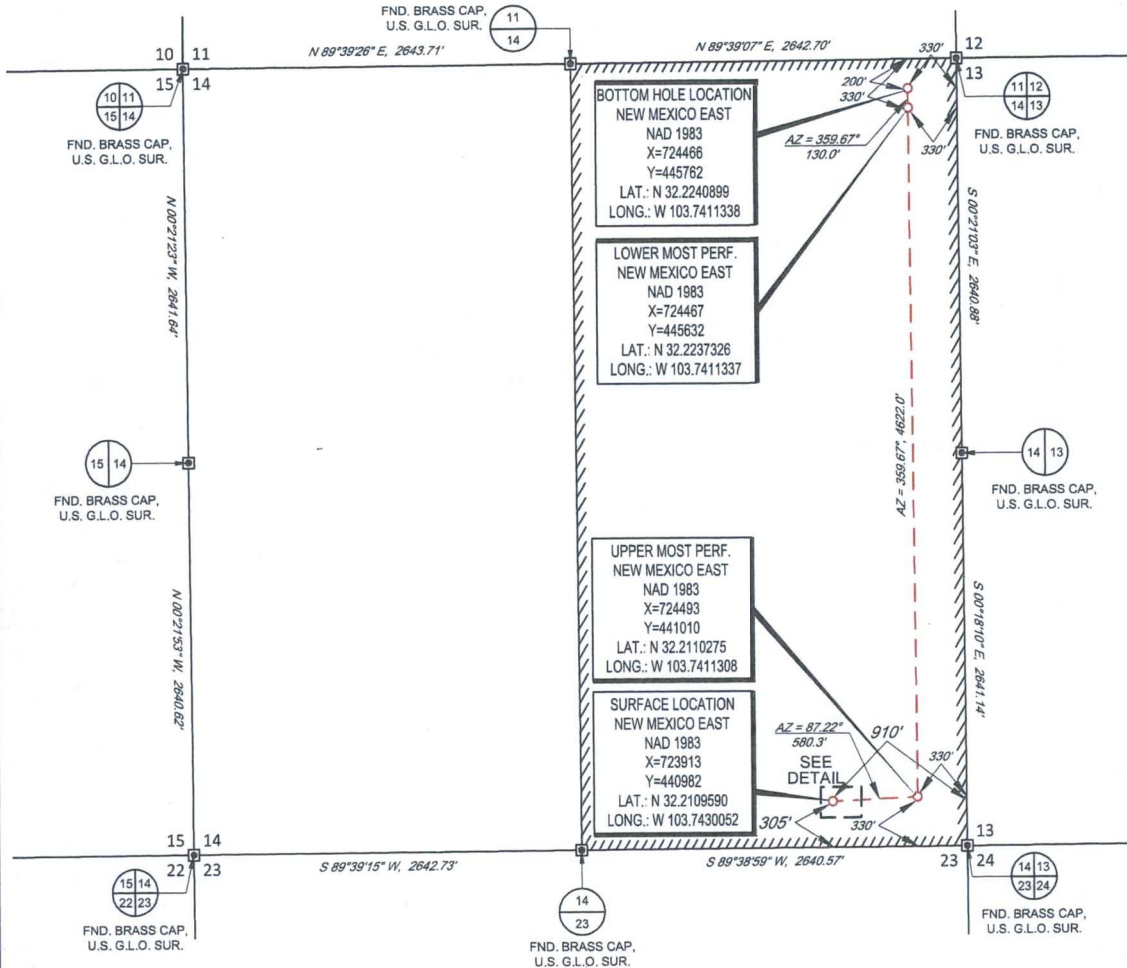 FND. BRASS CAP,
U.S. G.L.O. SUR.
11
14
N 89°39'26" E, 2643.71'
N 89°39'07" E, 2642.70'
330'
10 11
15 14
12
13
10 11
15 14
FND. BRASS CAP,
U.S. G.L.O. SUR.
11 12
14 13
FND. BRASS CAP,
U.S. G.L.O. SUR.
200'
330'
AZ = 359.67°
130.0'
330'
BOTTOM HOLE LOCATION
NEW MEXICO EAST
NAD 1983
X=724466
Y=445762
LAT.: N 32.2240899
LONG.: W 103.7411338
LOWER MOST PERF.
NEW MEXICO EAST
NAD 1983
X=724467
Y=445632
LAT.: N 32.2237326
LONG.: W 103.7411337
N 00°21'23" W, 2641.64'
S 00°21'03" E, 2640.88'
AZ = 359.67°, 4622.0'
15 14
FND. BRASS CAP,
U.S. G.L.O. SUR.
14 13
FND. BRASS CAP,
U.S. G.L.O. SUR.
N 00°21'53" W, 2640.62'
S 00°18'10" E, 2641.14'
UPPER MOST PERF.
NEW MEXICO EAST
NAD 1983
X=724493
Y=441010
LAT.: N 32.2110275
LONG.: W 103.7411308
SURFACE LOCATION
NEW MEXICO EAST
NAD 1983
X=723913
Y=440982
LAT.: N 32.2109590
LONG.: W 103.7430052
AZ = 87.22°
580.3'
910'
SEE
DETAIL
330'
305'
330'
15 14
22 23
13
23 24
S 89°39'15" W, 2642.73'
S 89°38'59" W, 2640.57'
15 14
22 23
FND. BRASS CAP,
U.S. G.L.O. SUR.
14
23
FND. BRASS CAP,
U.S. G.L.O. SUR.
14 13
23 24
FND. BRASS CAP,
U.S. G.L.O. SUR.